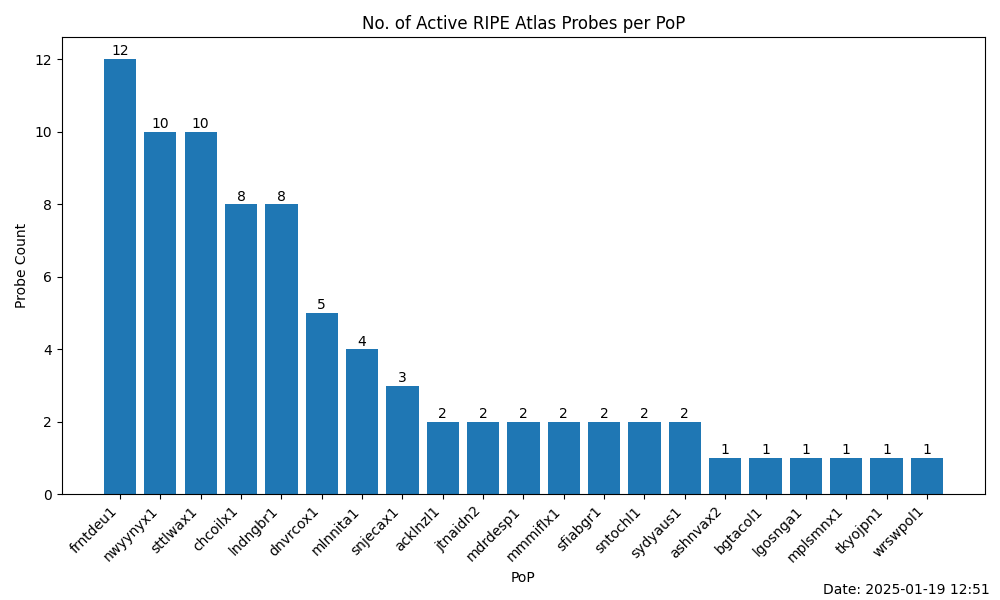 No. of Active RIPE Atlas Probes per PoP
Probe Count
12
10
8
6
4
2
0
12
10
10
8
8
5
4
3
2
2
2
2
2
2
2
1
1
1
1
1
1
frntdeu1
nwyynyx1
sttlwax1
chcollx1
lndngbr1
dnvrcox1
mlnnita1
snjecax1
acklnzl1
jtnaidn2
mdrdesp1
mmmiflx1
sfiabgr1
sntochl1
sydyaus1
ashnvax2
bgtacol1
lgosnga1
mplsmnx1
tkyojpn1
wrswpol1
PoP
Date: 2025-01-19 12:51